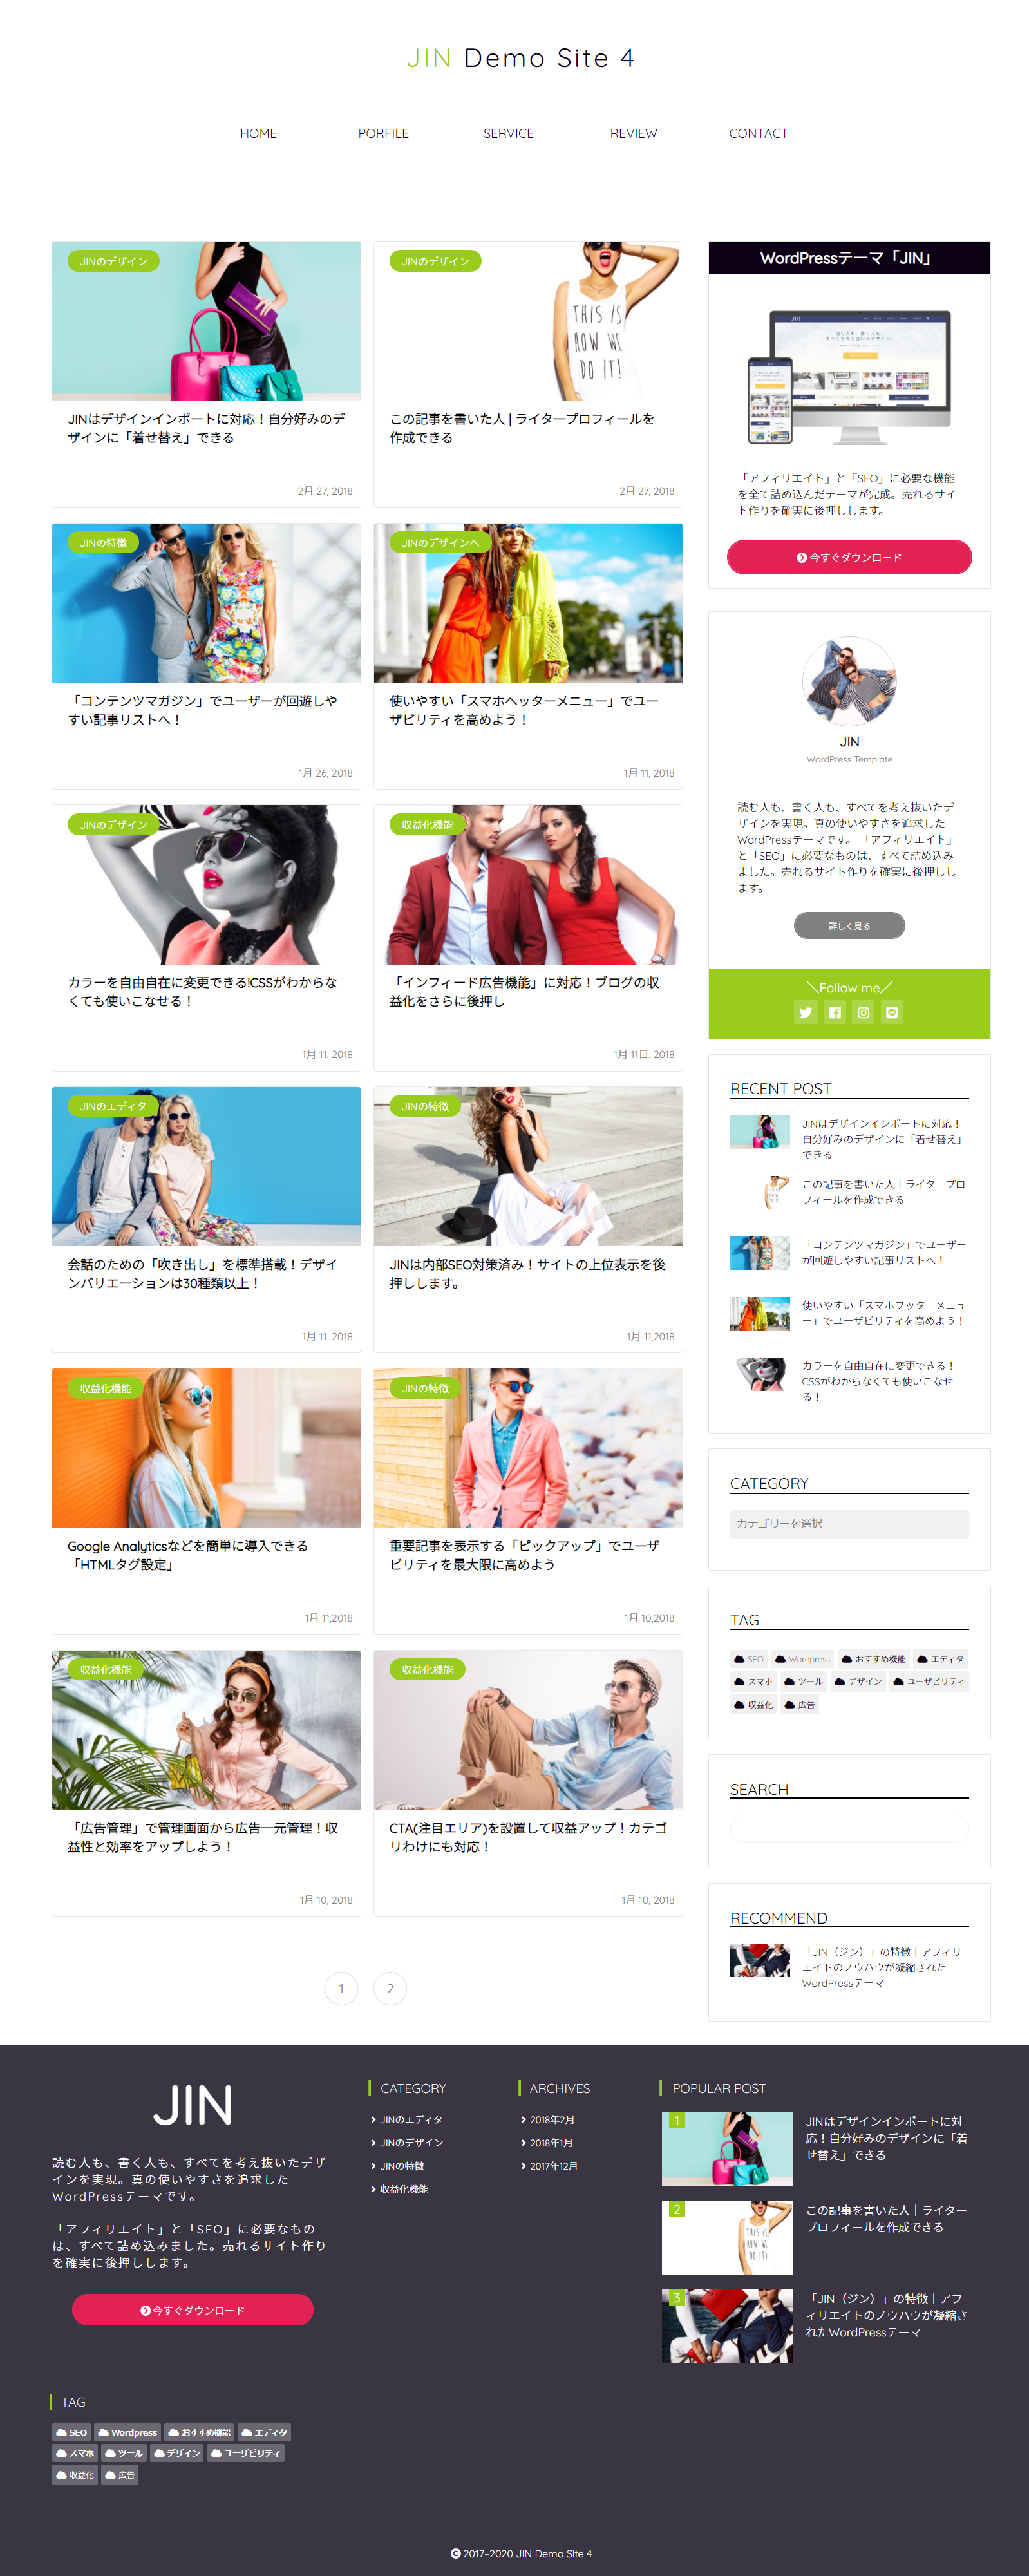 JIN Demo Site 4
HOME
PORFILE
SERVICE
REVIEW
CONTACT
JINのデザイン
JINはデザインインポートに対応！自分好みのデ
ザインに「着せ替え」できる
2月 27, 2018
JINのデザイン
THIS IS
HOW WE
DO IT!
この記事を書いた人 | ライタープロフィールを
作成できる
2月 27, 2018
JINの特徴
「コンテンツマガジン」でユーザーが回遊しや
すい記事リストへ！
1月 26, 2018
JINのデザインへ
使いやすい「スマホヘッターメニュー」でユー
ザビリティを高めよう！
1月 11, 2018
JINのデザイン
カラーを自由自在に変更できる!CSSがわからな
くても使いこなせる！
1月 11, 2018
収益化機能
「インフィード広告機能」に対応！ブログの収
益化をさらに後押し
1月 11日, 2018
JINのエディタ
会話のための「吹き出し」を標準搭載！デザイ
ンバリエーションは30種類以上！
1月 11, 2018
JINの特徴
JINは内部SEO対策済み！サイトの上位表示を後
押しします。
1月 11,2018
収益化機能
Google Analyticsなどを簡単に導入できる
「HTMLタグ設定」
1月 11,2018
JINの特徴
重要記事を表示する「ピックアップ」でユーザ
ビリティを最大限に高めよう
1月 10,2018
収益化機能
「広告管理」で管理画面から広告一元管理！収
益性と効率をアップしよう！
1月 10, 2018
収益化機能
CTA(注目エリア)を設置して収益アップ！カテゴ
リわけにも対応！
1月 10, 2018
1
2
WordPressテーマ「JIN」
「アフィリエイト」と「SEO」に必要な機能
を全て詰め込んだテーマが完成。売れるサイ
ト作りを確実に後押しします。
今すぐダウンロード
JIN
WordPress Template
読む人も、書く人も、すべてを考え抜いたデ
ザインを実現。真の使いやすさを追求した
WordPressテーマです。 「アフィリエイト」
と「SEO」に必要なものは、すべて詰め込み
ました。売れるサイト作りを確実に後押しし
ます。
詳しく見る
＼Follow me／
RECENT POST
JINはデザインインポートに対応！
自分好みのデザインに「着せ替え」
できる
この記事を書いた人｜ライタープロ
フィールを作成できる
「コンテンツマガジン」でユーザー
が回遊しやすい記事リストへ！
使いやすい「スマホフッターメニュ
ー」でユーザビリティを高めよう！
カラーを自由自在に変更できる！
CSSがわからなくても使いこなせ
る！
CATEGORY
カテゴリーを選択
TAG
SEO Wordpress おすすめ機能 エディタ
スマホ ツール デザイン ユーザビリティ
収益化 広告
SEARCH
RECOMMEND
「JIN（ジン）」の特徴｜アフィリ
エイトのノウハウが凝縮された
WordPressテーマ
JIN
読む人も、書く人も、すべてを考え抜いたデザ
インを実現。真の使いやすさを追求した
WordPressテーマです。
「アフィリエイト」と「SEO」に必要なもの
は、すべて詰め込みました。売れるサイト作り
を確実に後押しします。
今すぐダウンロード
CATEGORY
JINのエディタ
JINのデザイン
JINの特徴
収益化機能
ARCHIVES
2018年2月
2018年1月
2017年12月
POPULAR POST
1
JINはデザインインポートに対
応！自分好みのデザインに「着
せ替え」できる
2
THIS IS
HOW WE
DO IT!
この記事を書いた人｜ライター
プロフィールを作成できる
3
「JIN（ジン）」の特徴｜アフ
ィリエイトのノウハウが凝縮さ
れたWordPressテーマ
TAG
SEO Wordpress おすすめ機能 エディタ
スマホ ツール デザイン ユーザビリティ
収益化 広告
2017–2020 JIN Demo Site 4